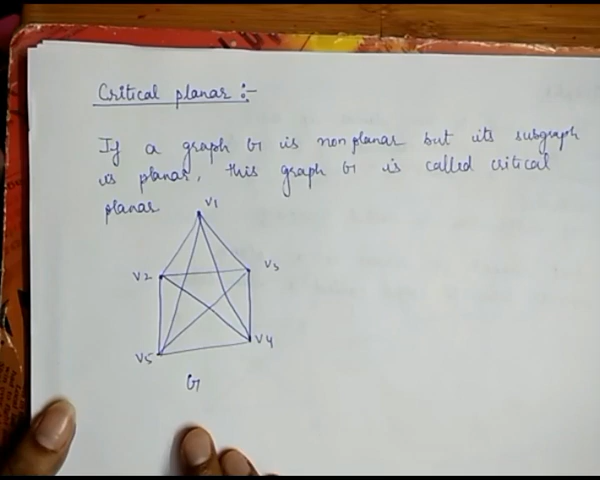 Critical planar :-
If a graph G is non planar but its subgraph
is planar, this graph G is called critical
planar
V1
V2 V3
V5 V4
G